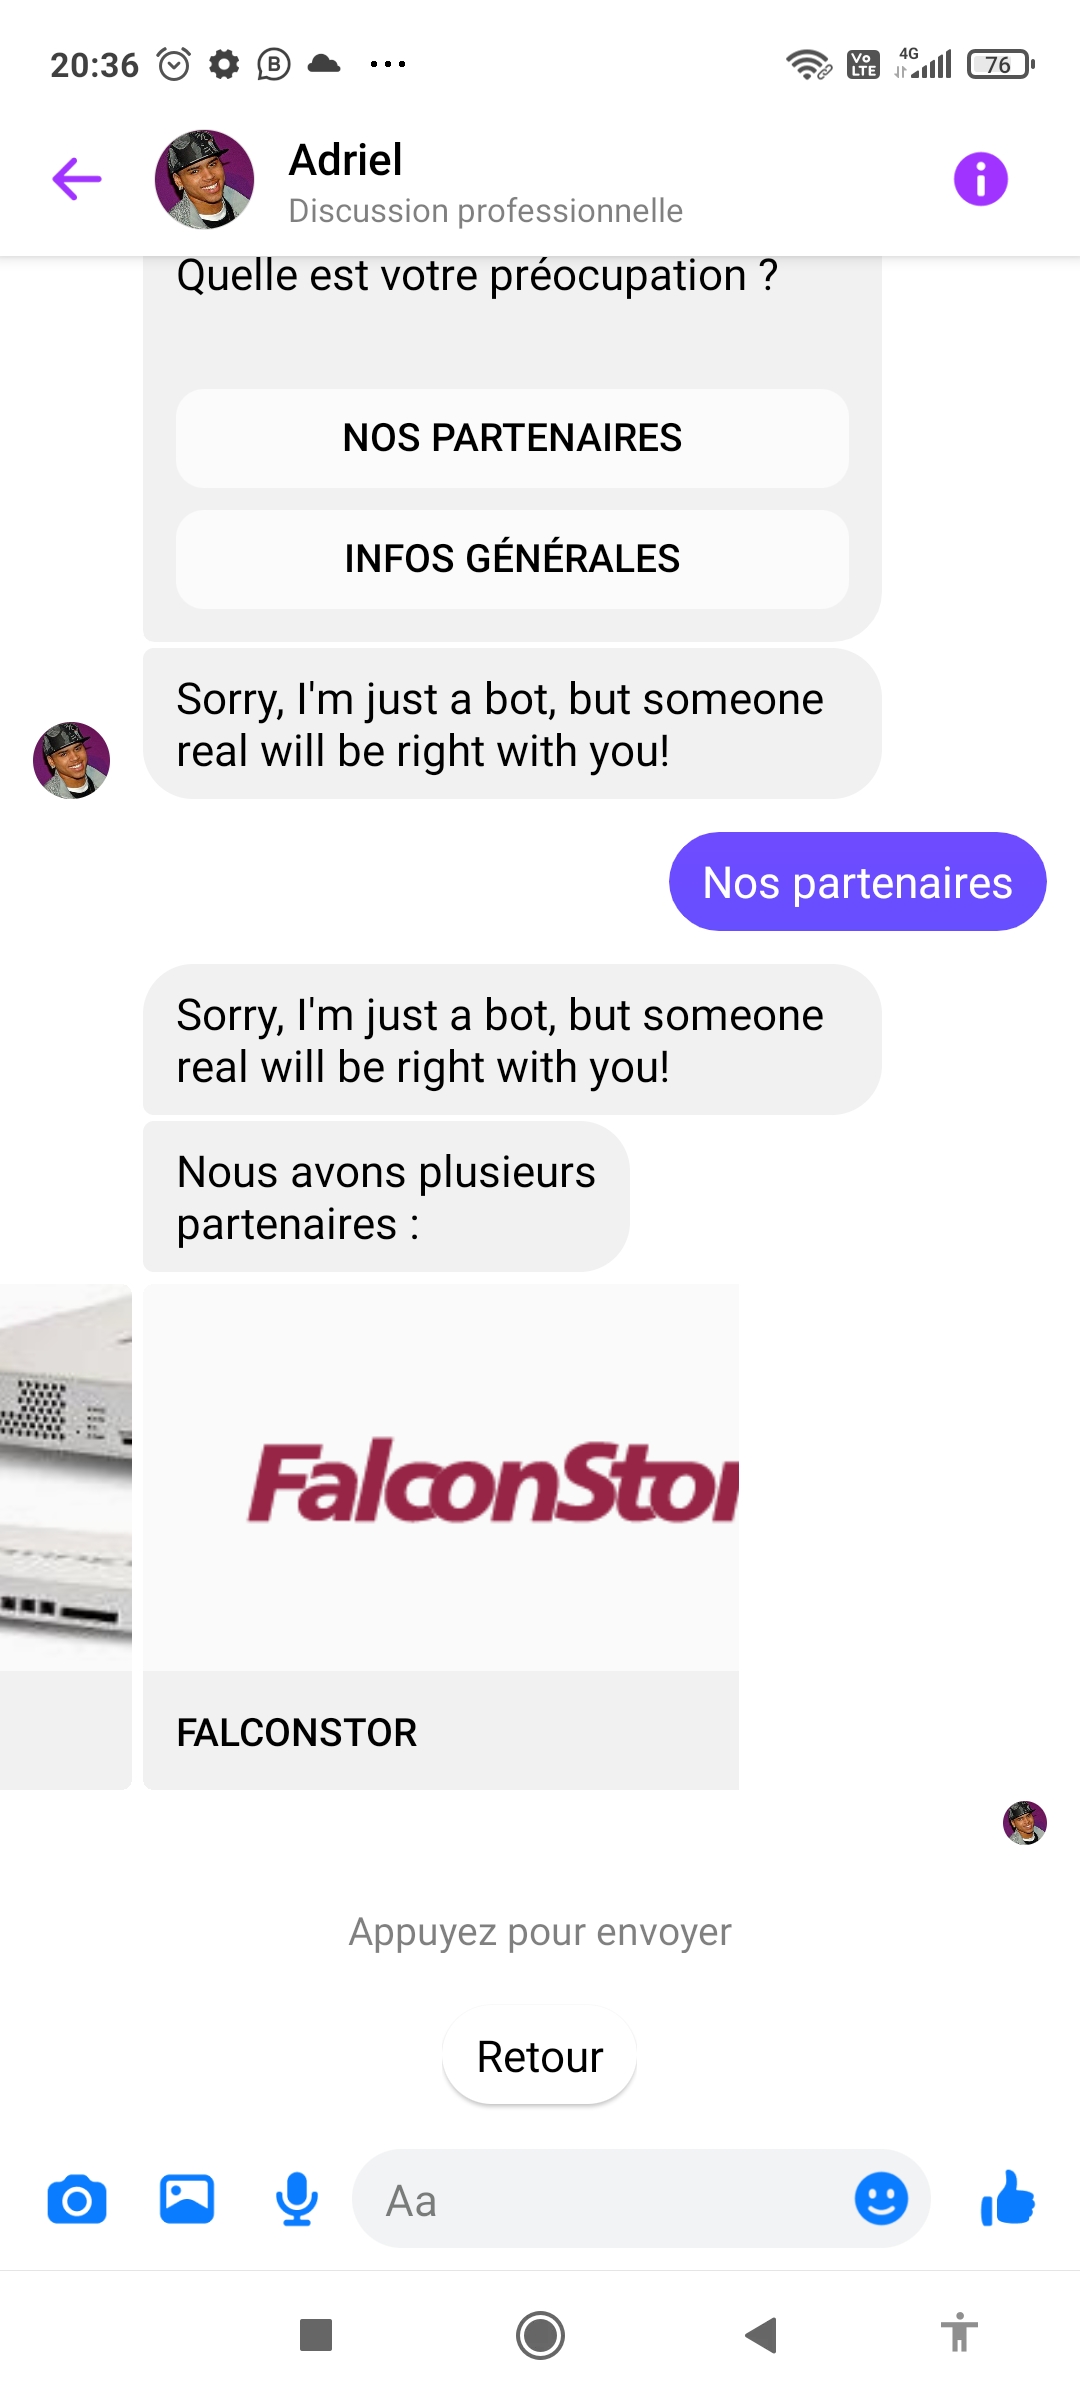 20:36
B
Vo
LTE
4G
76
Adriel
Discussion professionnelle
Quelle est votre préocupation ?
NOS PARTENAIRES
INFOS GÉNÉRALES
Sorry, I'm just a bot, but someone
real will be right with you!
Nos partenaires
Sorry, I'm just a bot, but someone
real will be right with you!
Nous avons plusieurs
partenaires :
FalconStor
FALCONSTOR
Appuyez pour envoyer
Retour
Aa